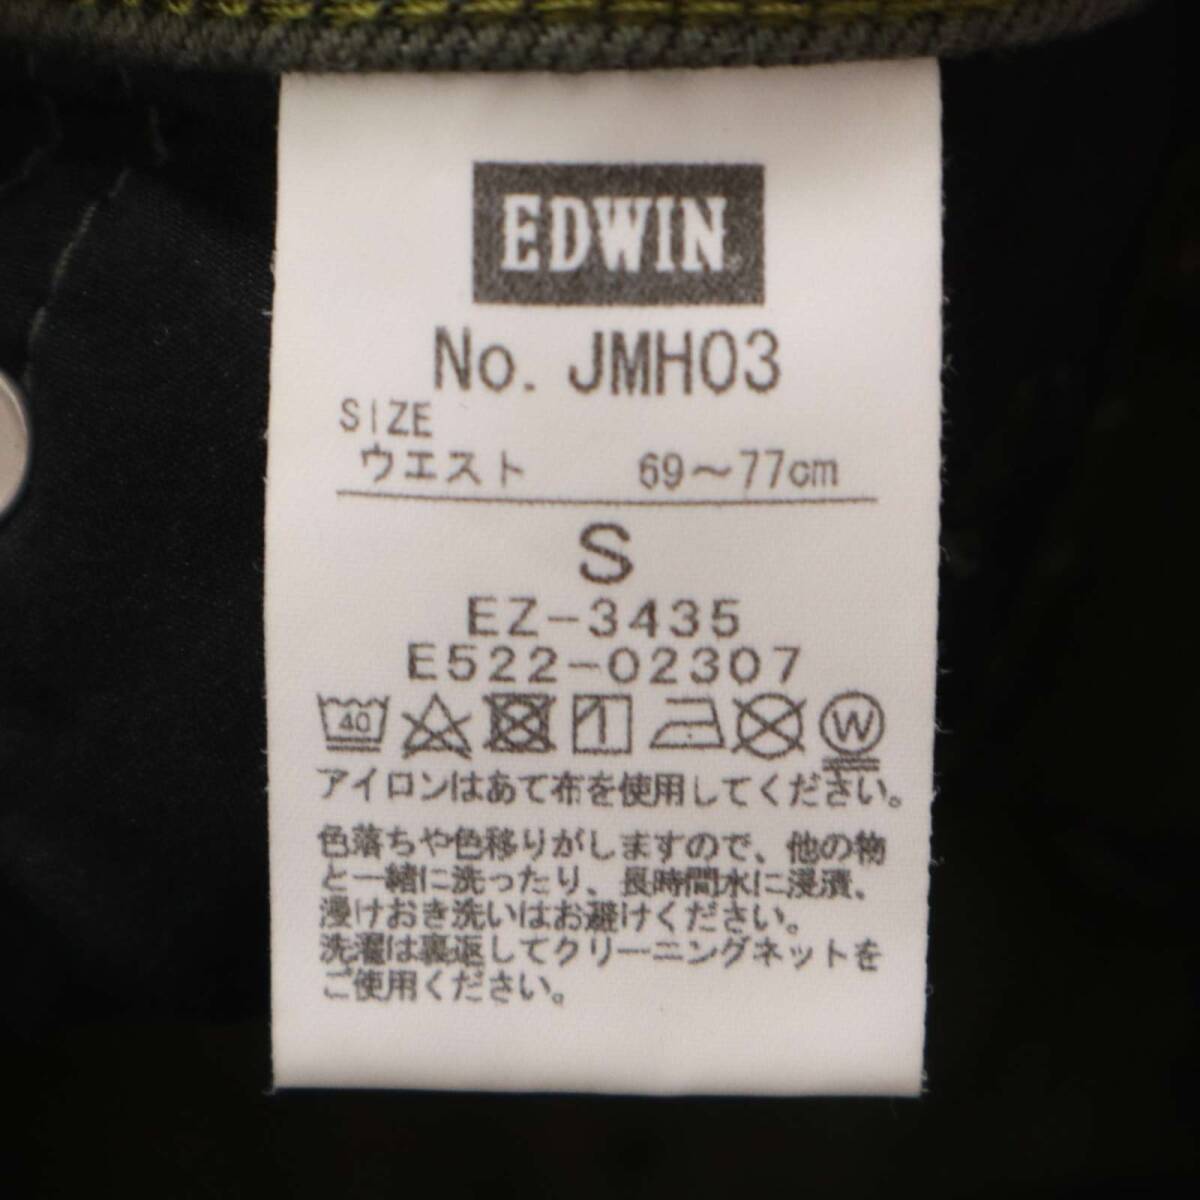 EDWIN
No. JMH03
SIZE
ウエスト 69～77cm
S
EZ-3435
E522-02307
40 W
アイロンはあて布を使用してください。
色落ちや色移りがしますので、他の物
と一緒に洗ったり、長時間水に浸漬、
浸けおき洗いはお避けください。
洗濯は裏返してクリーニングネットを
ご使用ください。